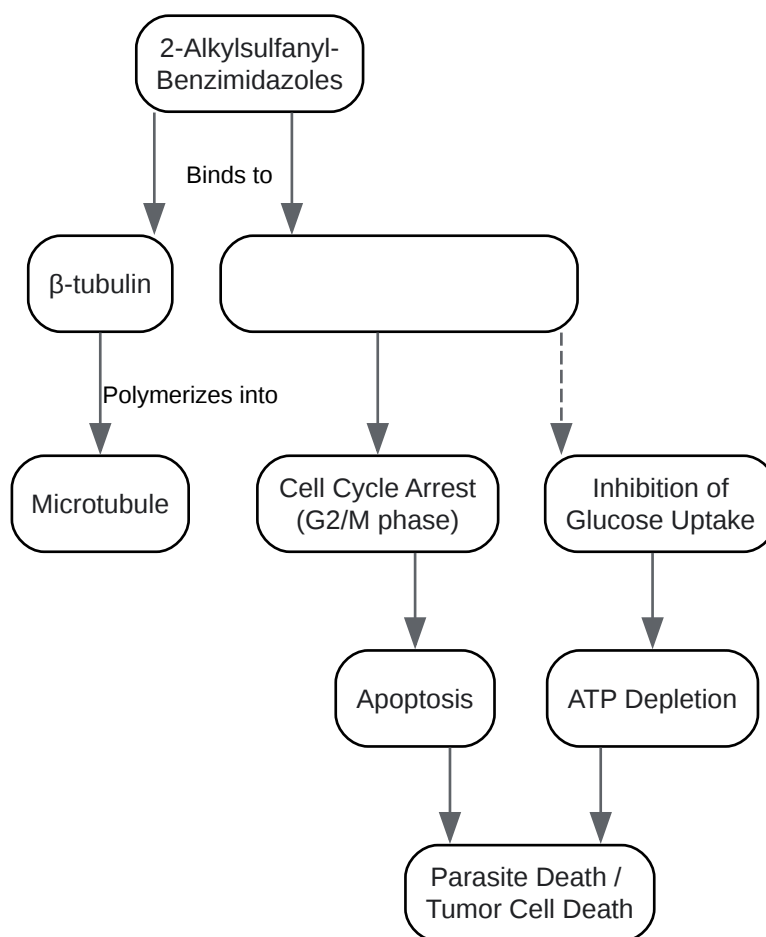 2-Alkylsulfanyl-
Benzimidazoles
Binds to
β-tubulin
Polymerizes into
Microtubule
Cell Cycle Arrest
(G2/M phase)
Inhibition of
Glucose Uptake
Apoptosis
ATP Depletion
Parasite Death /
Tumor Cell Death